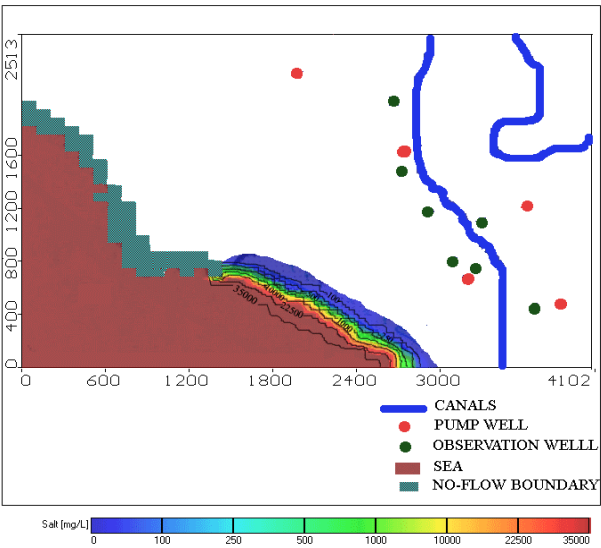 2513
1600
1200
800
400
0
0 600 1200 1800 2400 3000 4102
35000
22500
10000
1000
100
CANALS
PUMP WELL
OBSERVATION WELLL
SEA
NO-FLOW BOUNDARY
Salt [mg/L]
0 100 250 500 1000 10000 22500 35000